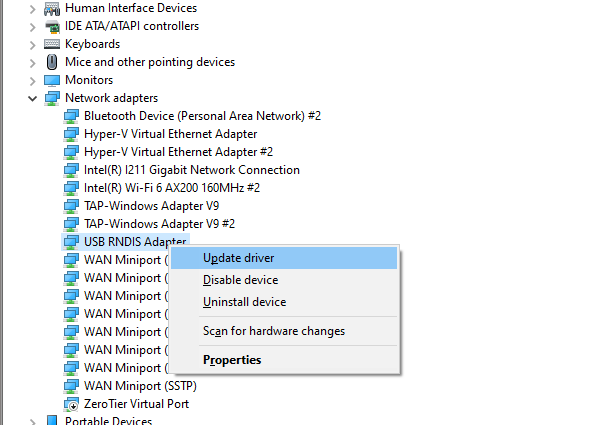 Human Interface Devices
IDE ATA/ATAPI controllers
Keyboards
Mice and other pointing devices
Monitors
Network adapters
Bluetooth Device (Personal Area Network) #2
Hyper-V Virtual Ethernet Adapter
Hyper-V Virtual Ethernet Adapter #2
Intel(R) I211 Gigabit Network Connection
Intel(R) Wi-Fi 6 AX200 160MHz #2
TAP-Windows Adapter V9
TAP-Windows Adapter V9 #2
USB RNDIS Adapter
Update driver
WAN Miniport (
Disable device
WAN Miniport (
Uninstall device
WAN Miniport (
WAN Miniport (
Scan for hardware changes
WAN Miniport (
WAN Miniport (
Properties
WAN Miniport (
WAN Miniport (SSTP)
ZeroTier Virtual Port
Portable Devices